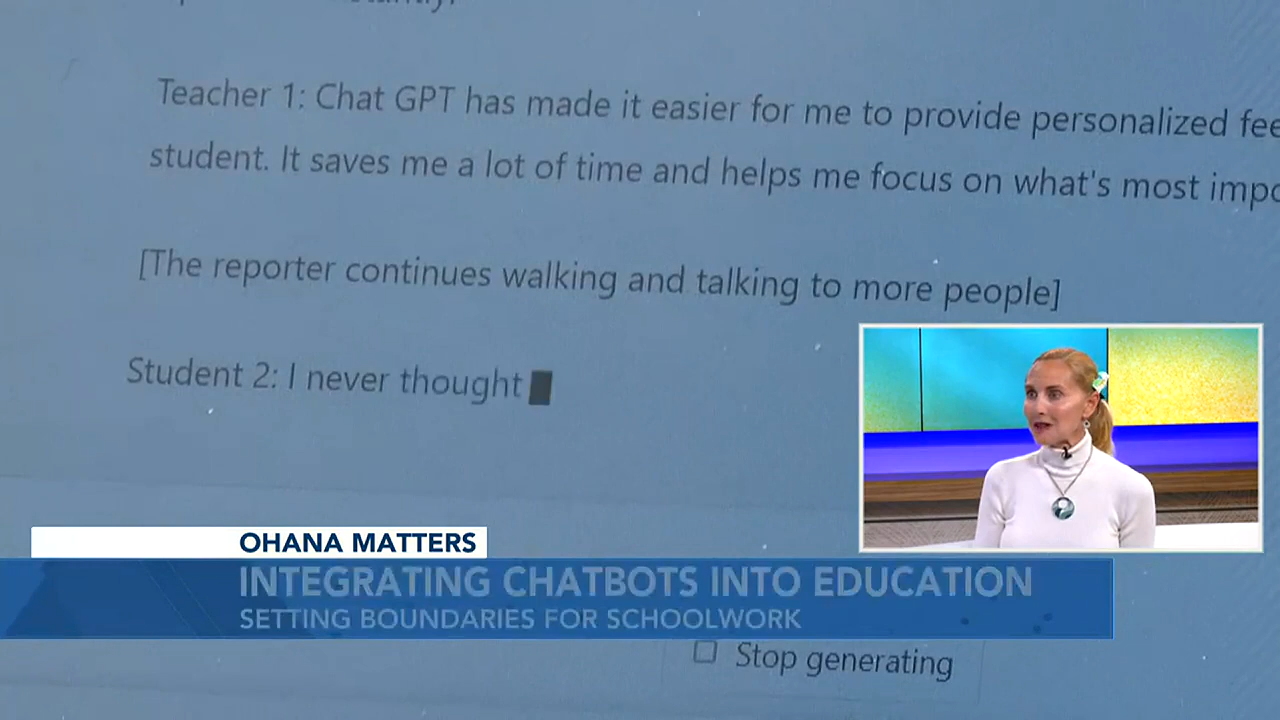 Teacher 1: Chat GPT has made it easier for me to provide personalized
student. It saves me a lot of time and helps me focus on what's most
[The reporter continues walking and talking to more people]
Student 2: I never thought
OHANA MATTERS
INTEGRATING CHATBOTS INTO EDUCATION
SETTING BOUNDARIES FOR SCHOOLWORK
Stop generating